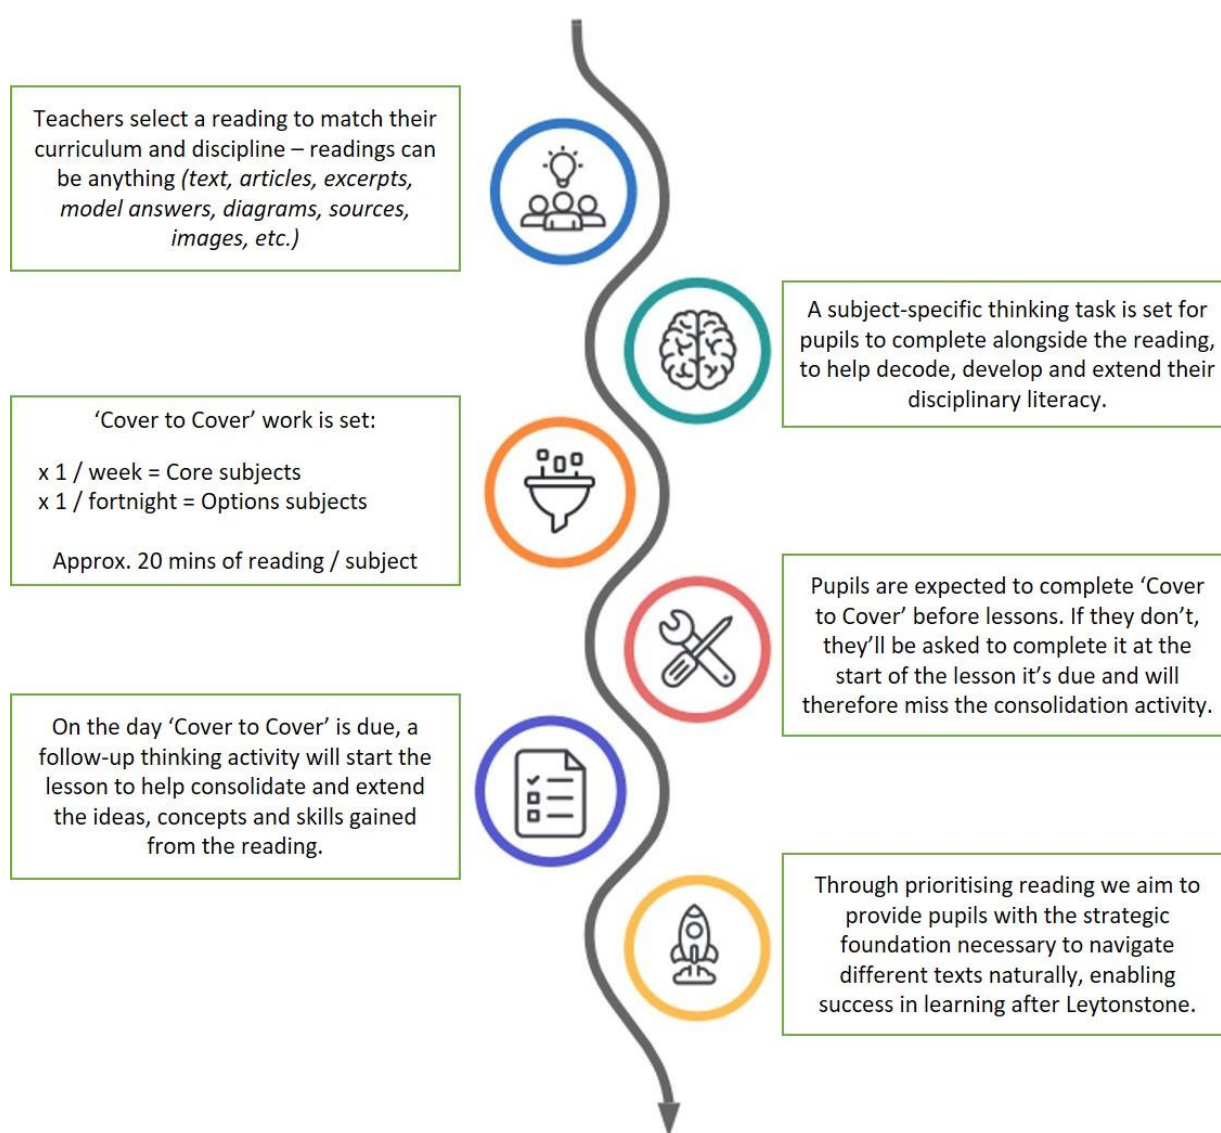 Teachers select a reading to match their
curriculum and discipline – readings can
be anything (text, articles, excerpts,
model answers, diagrams, sources,
images, etc.)
A subject-specific thinking task is set for
pupils to complete alongside the reading,
to help decode, develop and extend their
disciplinary literacy.
‘Cover to Cover’ work is set:
x 1 / week = Core subjects
x 1 / fortnight = Options subjects
Approx. 20 mins of reading / subject
Pupils are expected to complete ‘Cover
to Cover’ before lessons. If they don’t,
they’ll be asked to complete it at the
start of the lesson it’s due and will
therefore miss the consolidation activity.
On the day ‘Cover to Cover’ is due, a
follow-up thinking activity will start the
lesson to help consolidate and extend
the ideas, concepts and skills gained
from the reading.
Through prioritising reading we aim to
provide pupils with the strategic
foundation necessary to navigate
different texts naturally, enabling
success in learning after Leytonstone.